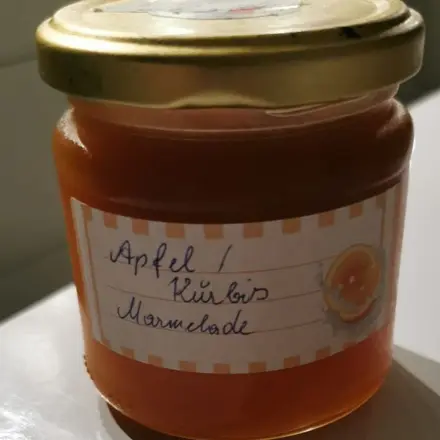 Apfel /
Kürbis
Marmelade